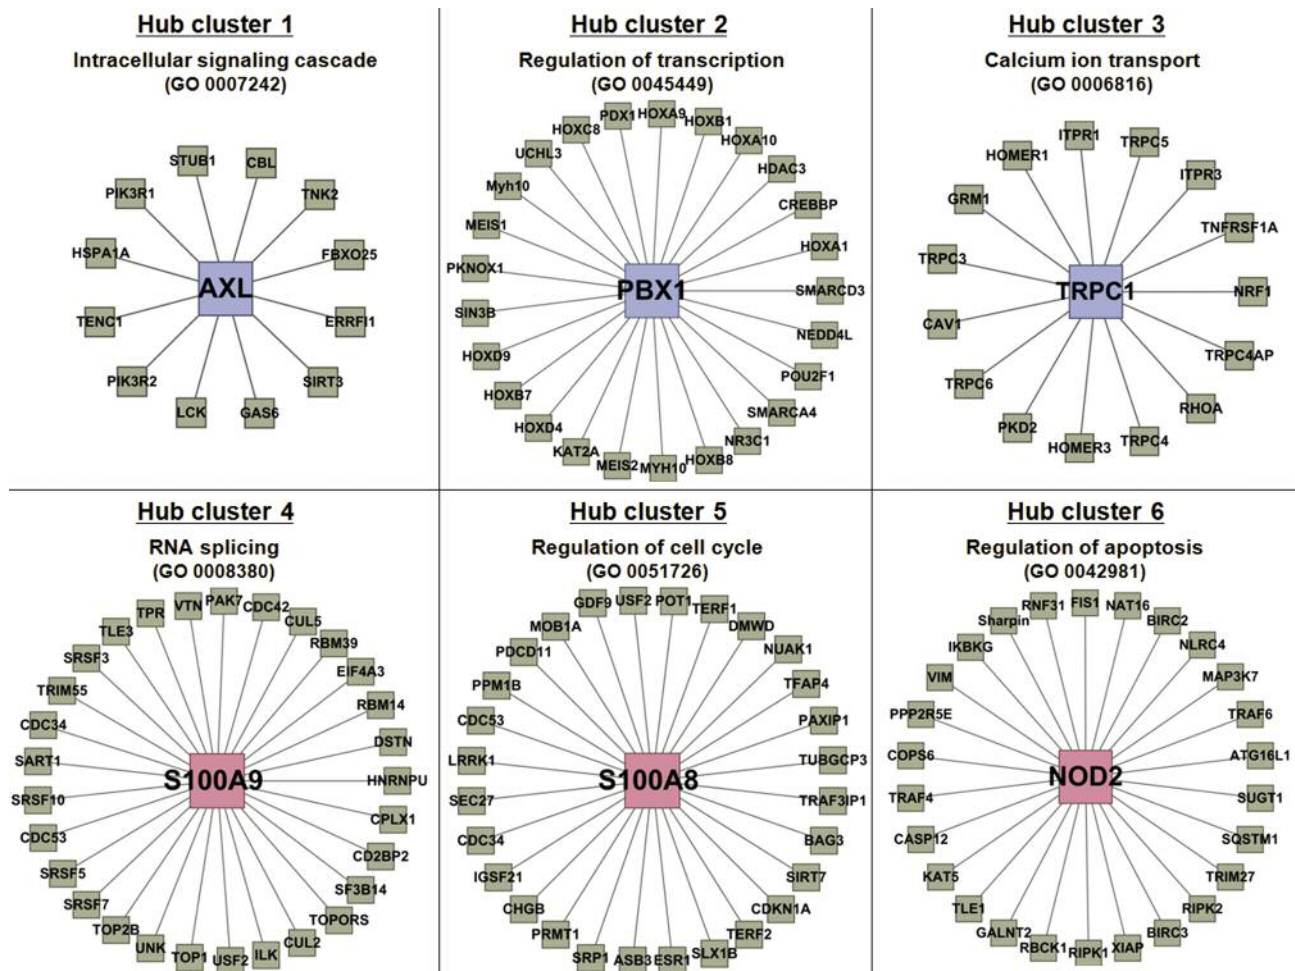 Hub cluster 1
Intracellular signaling cascade
(GO 0007242)
STUB1
CBL
PIK3R1
TNK2
HSPA1A
FBXO25
AXL
TENC1
ERRFI1
PIK3R2
SIRT3
LCK
GAS6
Hub cluster 2
Regulation of transcription
(GO 0045449)
PDX1
HOXA9
HOXB1
HOXC8
HOXA10
UCHL3
HDAC3
Myh10
CREBBP
MEIS1
HOXA1
PKNOX1
PBX1
SMARCD3
SIN3B
NEDD4L
HOXD9
POU2F1
HOXB7
SMARCA4
HOXD4
NR3C1
KAT2A
HOXB8
MEIS2
MYH10
Hub cluster 3
Calcium ion transport
(GO 0006816)
ITPR1
TRPC5
HOMER1
ITPR3
GRM1
TNFRSF1A
TRPC3
TRPC1
NRF1
CAV1
TRPC4AP
TRPC6
RHOA
PKD2
TRPC4
HOMER3
Hub cluster 4
RNA splicing
(GO 0008380)
VTN
PAK7
CDC42
TPR
CUL5
TLE3
RBM39
SRSF3
EIF4A3
TRIM55
RBM14
CDC34
DSTN
SART1
S100A9
HNRNPU
SRSF10
CPLX1
CDC53
CD2BP2
SRSF5
SF3B14
SRSF7
TOPORS
TOP2B
CUL2
UNK
ILK
TOP1
USF2
Hub cluster 5
Regulation of cell cycle
(GO 0051726)
GDF9
USF2
POT1
TERF1
MOB1A
DMWD
PDCD11
NUAK1
PPM1B
TFAP4
CDC53
PAXIP1
LRRK1
TUBGCP3
S100A8
SEC27
TRAF3IP1
CDC34
BAG3
IGSF21
SIRT7
CHGB
CDKN1A
PRMT1
TERF2
SRP1
SLX1B
ASB3
ESR1
Hub cluster 6
Regulation of apoptosis
(GO 0042981)
RNF31
FIS1
NAT16
Sharpin
BIRC2
IKBKG
NLRC4
VIM
MAP3K7
PPP2R5E
TRAF6
COPS6
ATG16L1
NOD2
TRAF4
SUGT1
CASP12
SQSTM1
KAT5
TRIM27
TLE1
RIPK2
GALNT2
BIRC3
RBCK1
XIAP
RIPK1